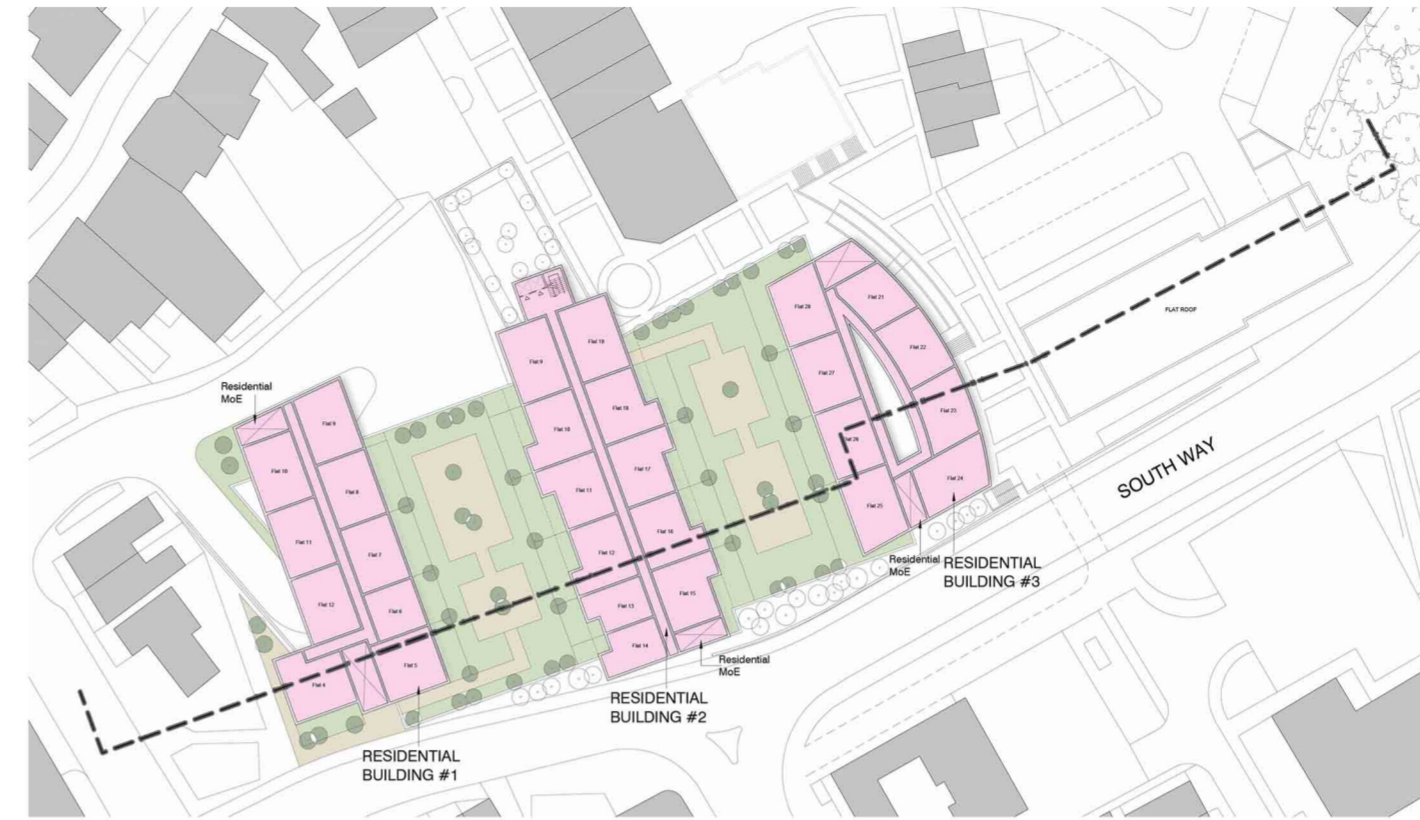 Residential
MoE
Flat 9
Flat 10
Flat 8
Flat 11
Flat 7
Flat 12
Flat 6
Flat 5
Flat 4
RESIDENTIAL
BUILDING #1
Flat 19
Flat 9
Flat 18
Flat 10
Flat 17
Flat 11
Flat 16
Flat 12
Flat 15
Flat 13
Flat 14
Residential
MoE
RESIDENTIAL
BUILDING #2
Flat 21
Flat 28
Flat 22
Flat 27
Flat 23
Flat 26
Flat 24
Flat 25
Residential
MoE
RESIDENTIAL
BUILDING #3
FLAT ROOF
SOUTH WAY